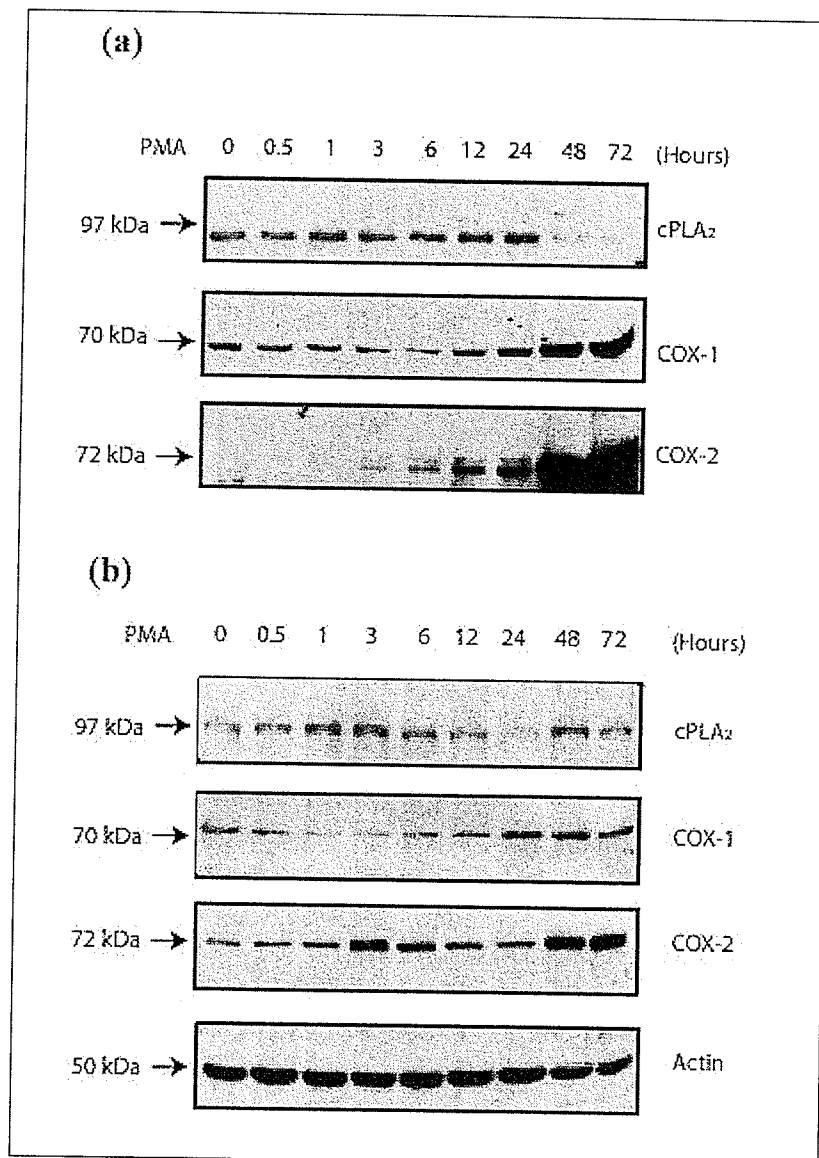 (a)
PMA 0 0.5 1 3 6 12 24 48 72 (Hours)
97 kDa → cPLA₂
70 kDa → COX-1
72 kDa → COX-2
(b)
PMA 0 0.5 1 3 6 12 24 48 72 (Hours)
97 kDa → cPLA₂
70 kDa → COX-1
72 kDa → COX-2
50 kDa → Actin